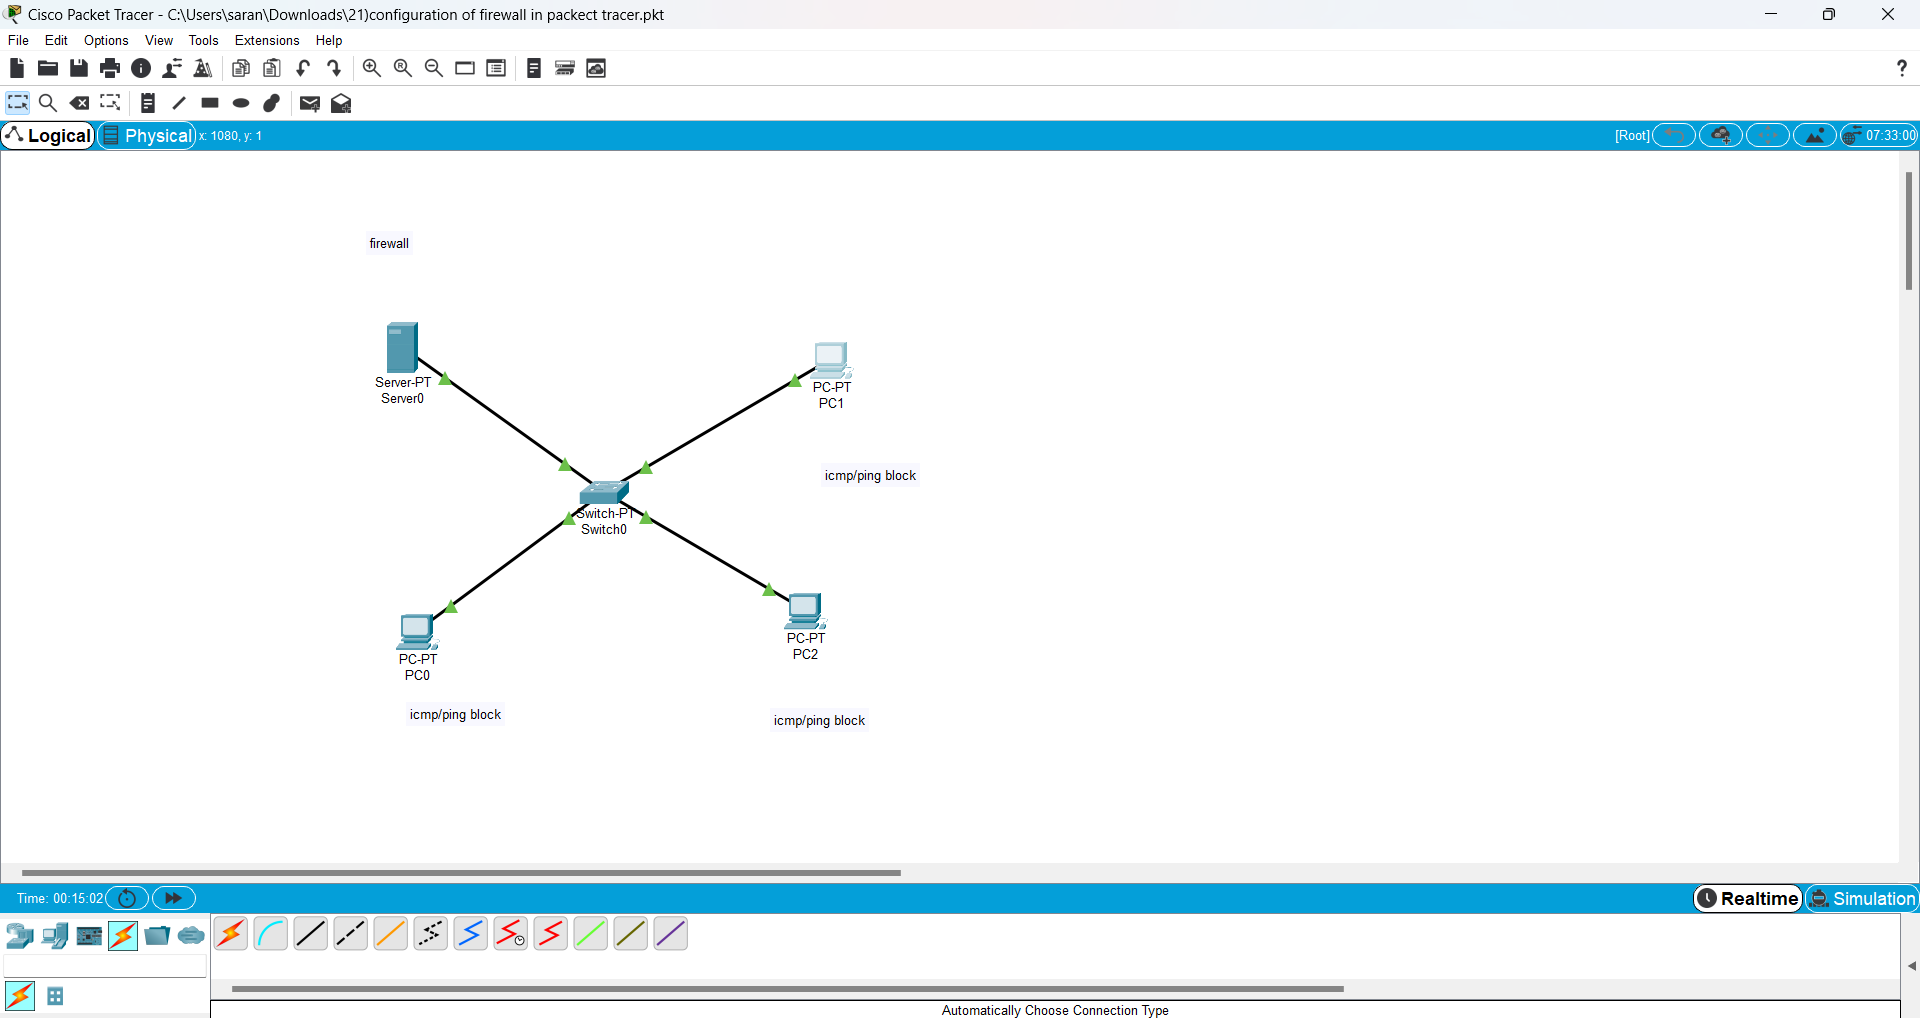 Cisco Packet Tracer - C:\Users\saran\Downloads\21)configuration of firewall in packect tracer.pkt
File Edit Options View Tools Extensions Help
?
Logical Physical x: 1080, y: 1 [Root] 07:33:00
firewall
Server-PT
Server0
PC-PT
PC1
icmp/ping block
Switch-PT
Switch0
PC-PT
PC0
PC-PT
PC2
icmp/ping block
icmp/ping block
Time: 00:15:02 Realtime Simulation
Automatically Choose Connection Type